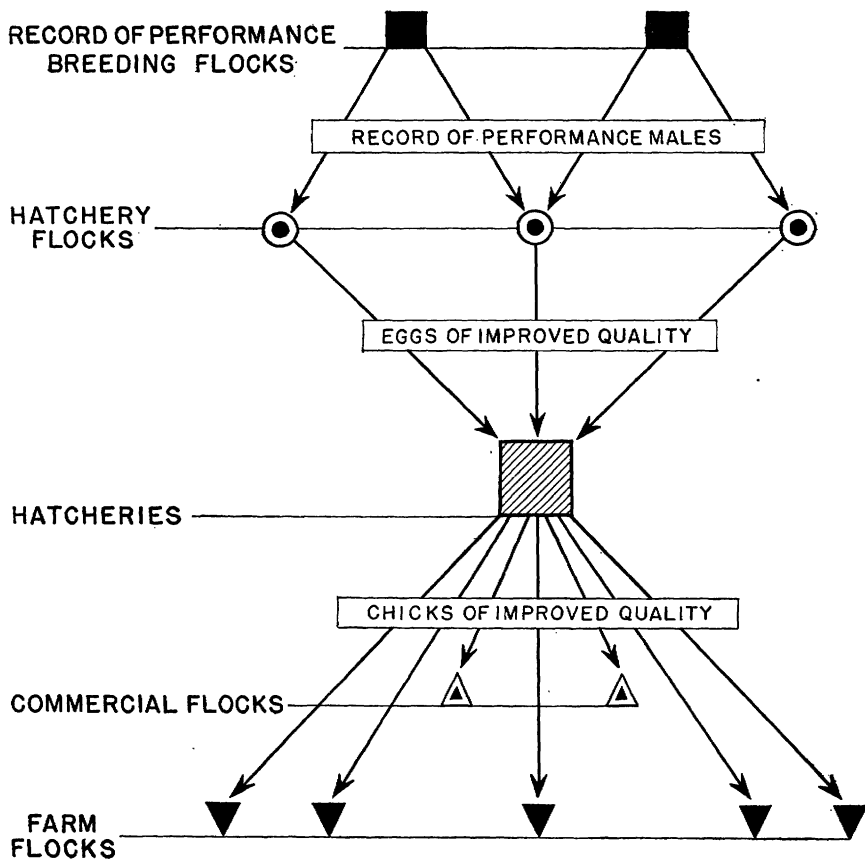 RECORD OF PERFORMANCE
BREEDING FLOCKS
RECORD OF PERFORMANCE MALES
HATCHERY
FLOCKS
EGGS OF IMPROVED QUALITY
HATCHERIES
CHICKS OF IMPROVED QUALITY
COMMERCIAL FLOCKS
FARM
FLOCKS